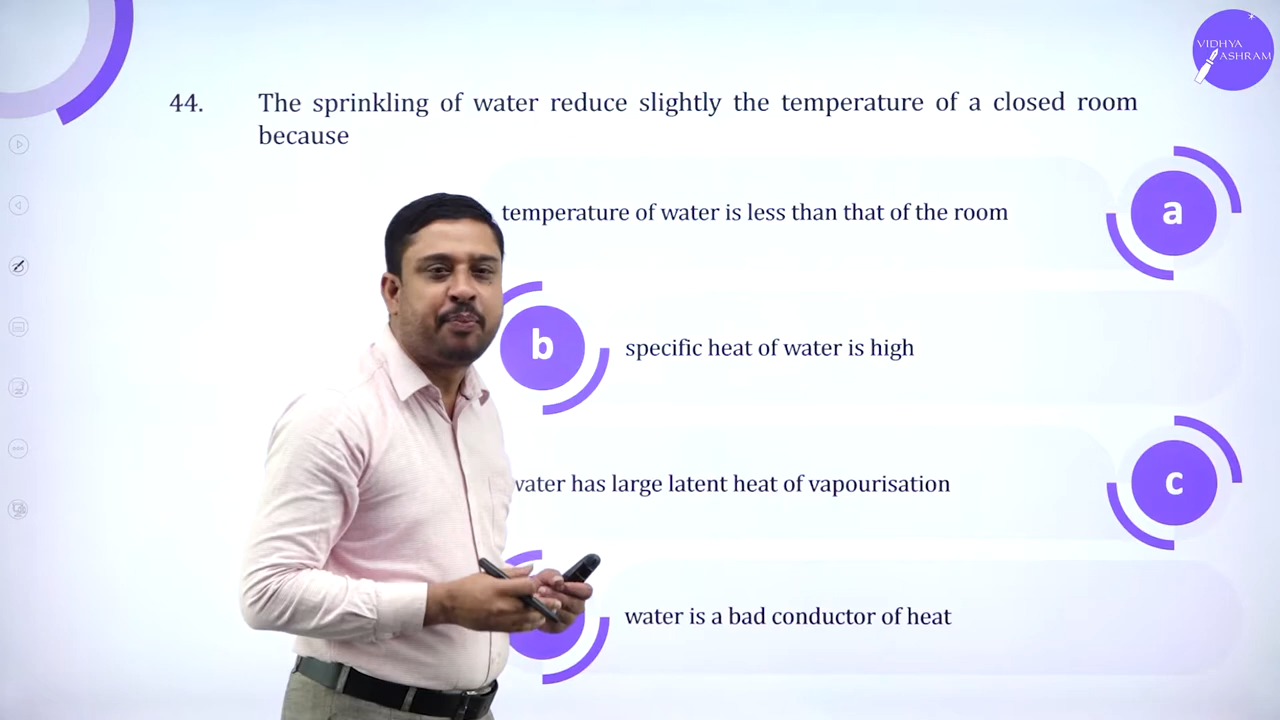 VIDHYA
ASHRAM
44. The sprinkling of water reduce slightly the temperature of a closed room
because
temperature of water is less than that of the room a
b specific heat of water is high
water has large latent heat of vapourisation c
water is a bad conductor of heat